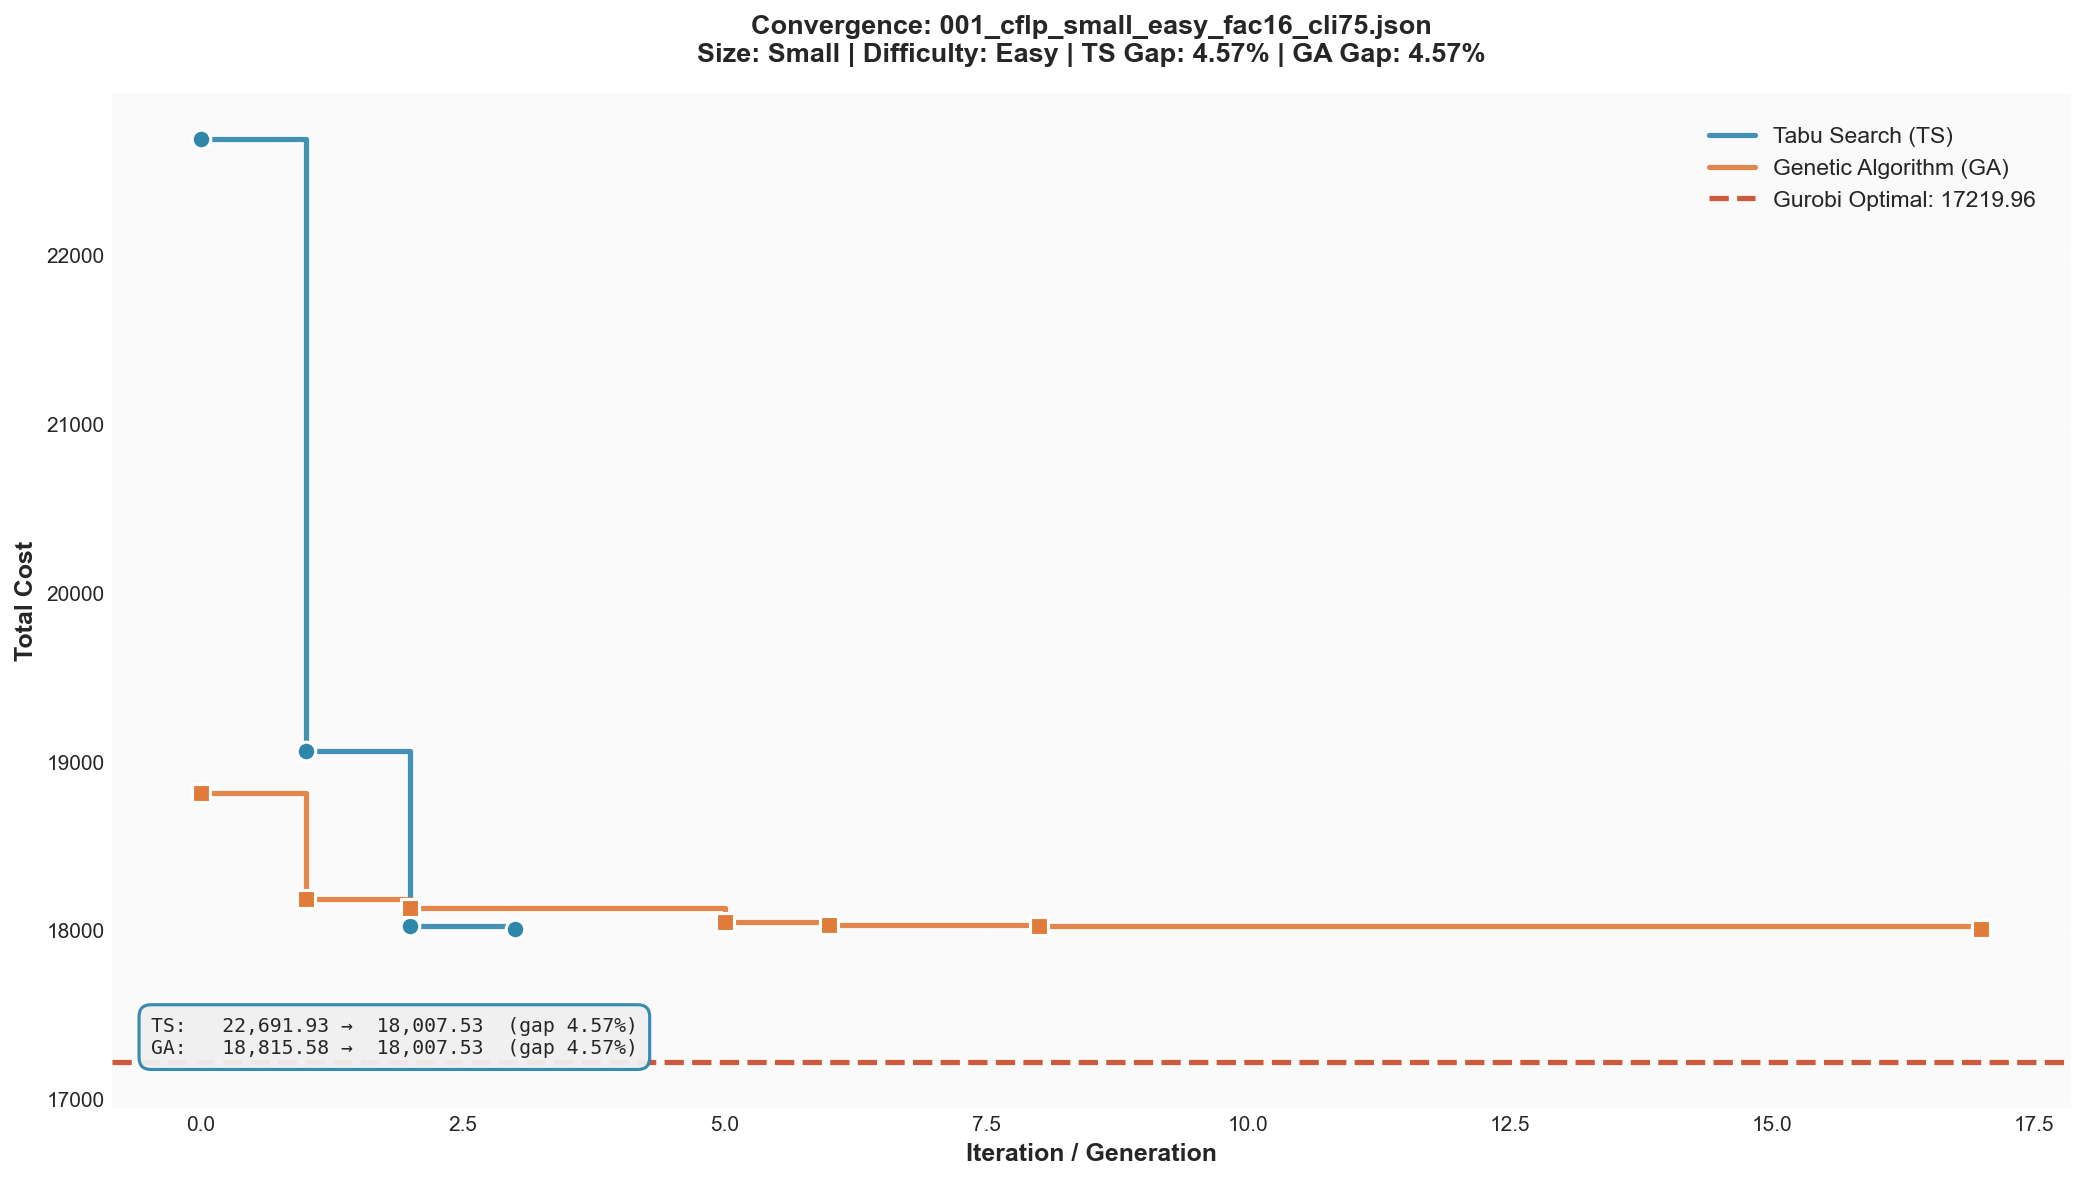 Convergence: 001_cflp_small_easy_fac16_cli75.json
Size: Small | Difficulty: Easy | TS Gap: 4.57% | GA Gap: 4.57%
Tabu Search (TS)
Genetic Algorithm (GA)
Gurobi Optimal: 17219.96
Total Cost
22000
21000
20000
19000
18000
17000
TS: 22,691.93 → 18,007.53 (gap 4.57%)
GA: 18,815.58 → 18,007.53 (gap 4.57%)
0.0 2.5 5.0 7.5 10.0 12.5 15.0 17.5
Iteration / Generation